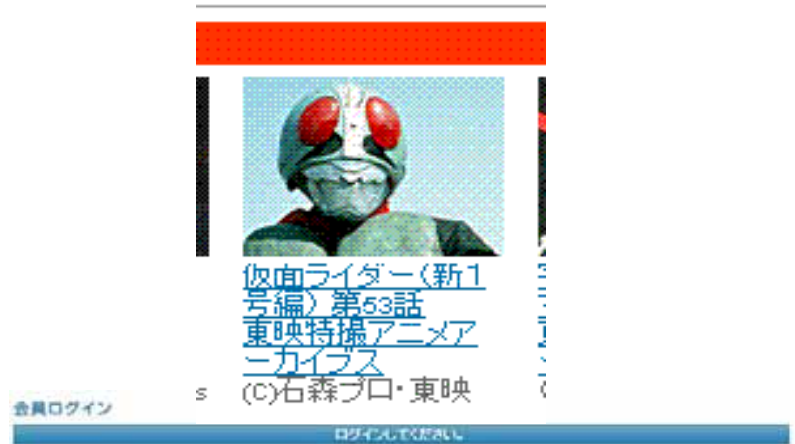 仮面ライダー(新1
号編) 第53話
東映特撮アニメア
ーカイブス
s (C)石森プロ・東映
会員ログイン
ログインしてください。